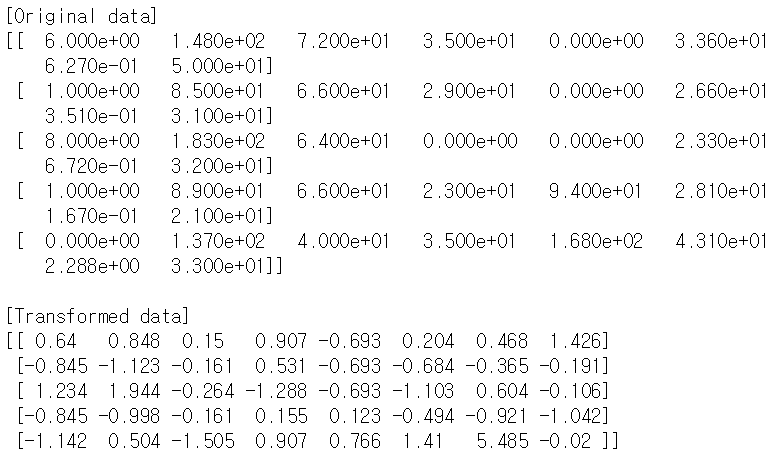 [Original data]
[[  6.000e+00   1.480e+02   7.200e+01   3.500e+01   0.000e+00   3.360e+01
    6.270e-01   5.000e+01]
 [  1.000e+00   8.500e+01   6.600e+01   2.900e+01   0.000e+00   2.660e+01
    3.510e-01   3.100e+01]
 [  8.000e+00   1.830e+02   6.400e+01   0.000e+00   0.000e+00   2.330e+01
    6.720e-01   3.200e+01]
 [  1.000e+00   8.900e+01   6.600e+01   2.300e+01   9.400e+01   2.810e+01
    1.670e-01   2.100e+01]
 [  0.000e+00   1.370e+02   4.000e+01   3.500e+01   1.680e+02   4.310e+01
    2.288e+00   3.300e+01]]

[Transformed data]
[[ 0.64   0.848  0.15   0.907 -0.693  0.204  0.468  1.426]
 [-0.845 -1.123 -0.161  0.531 -0.693 -0.684 -0.365 -0.191]
 [ 1.234  1.944 -0.264 -1.288 -0.693 -1.103  0.604 -0.106]
 [-0.845 -0.998 -0.161  0.155  0.123 -0.494 -0.921 -1.042]
 [-1.142  0.504 -1.505  0.907  0.766  1.41   5.485 -0.02 ]]